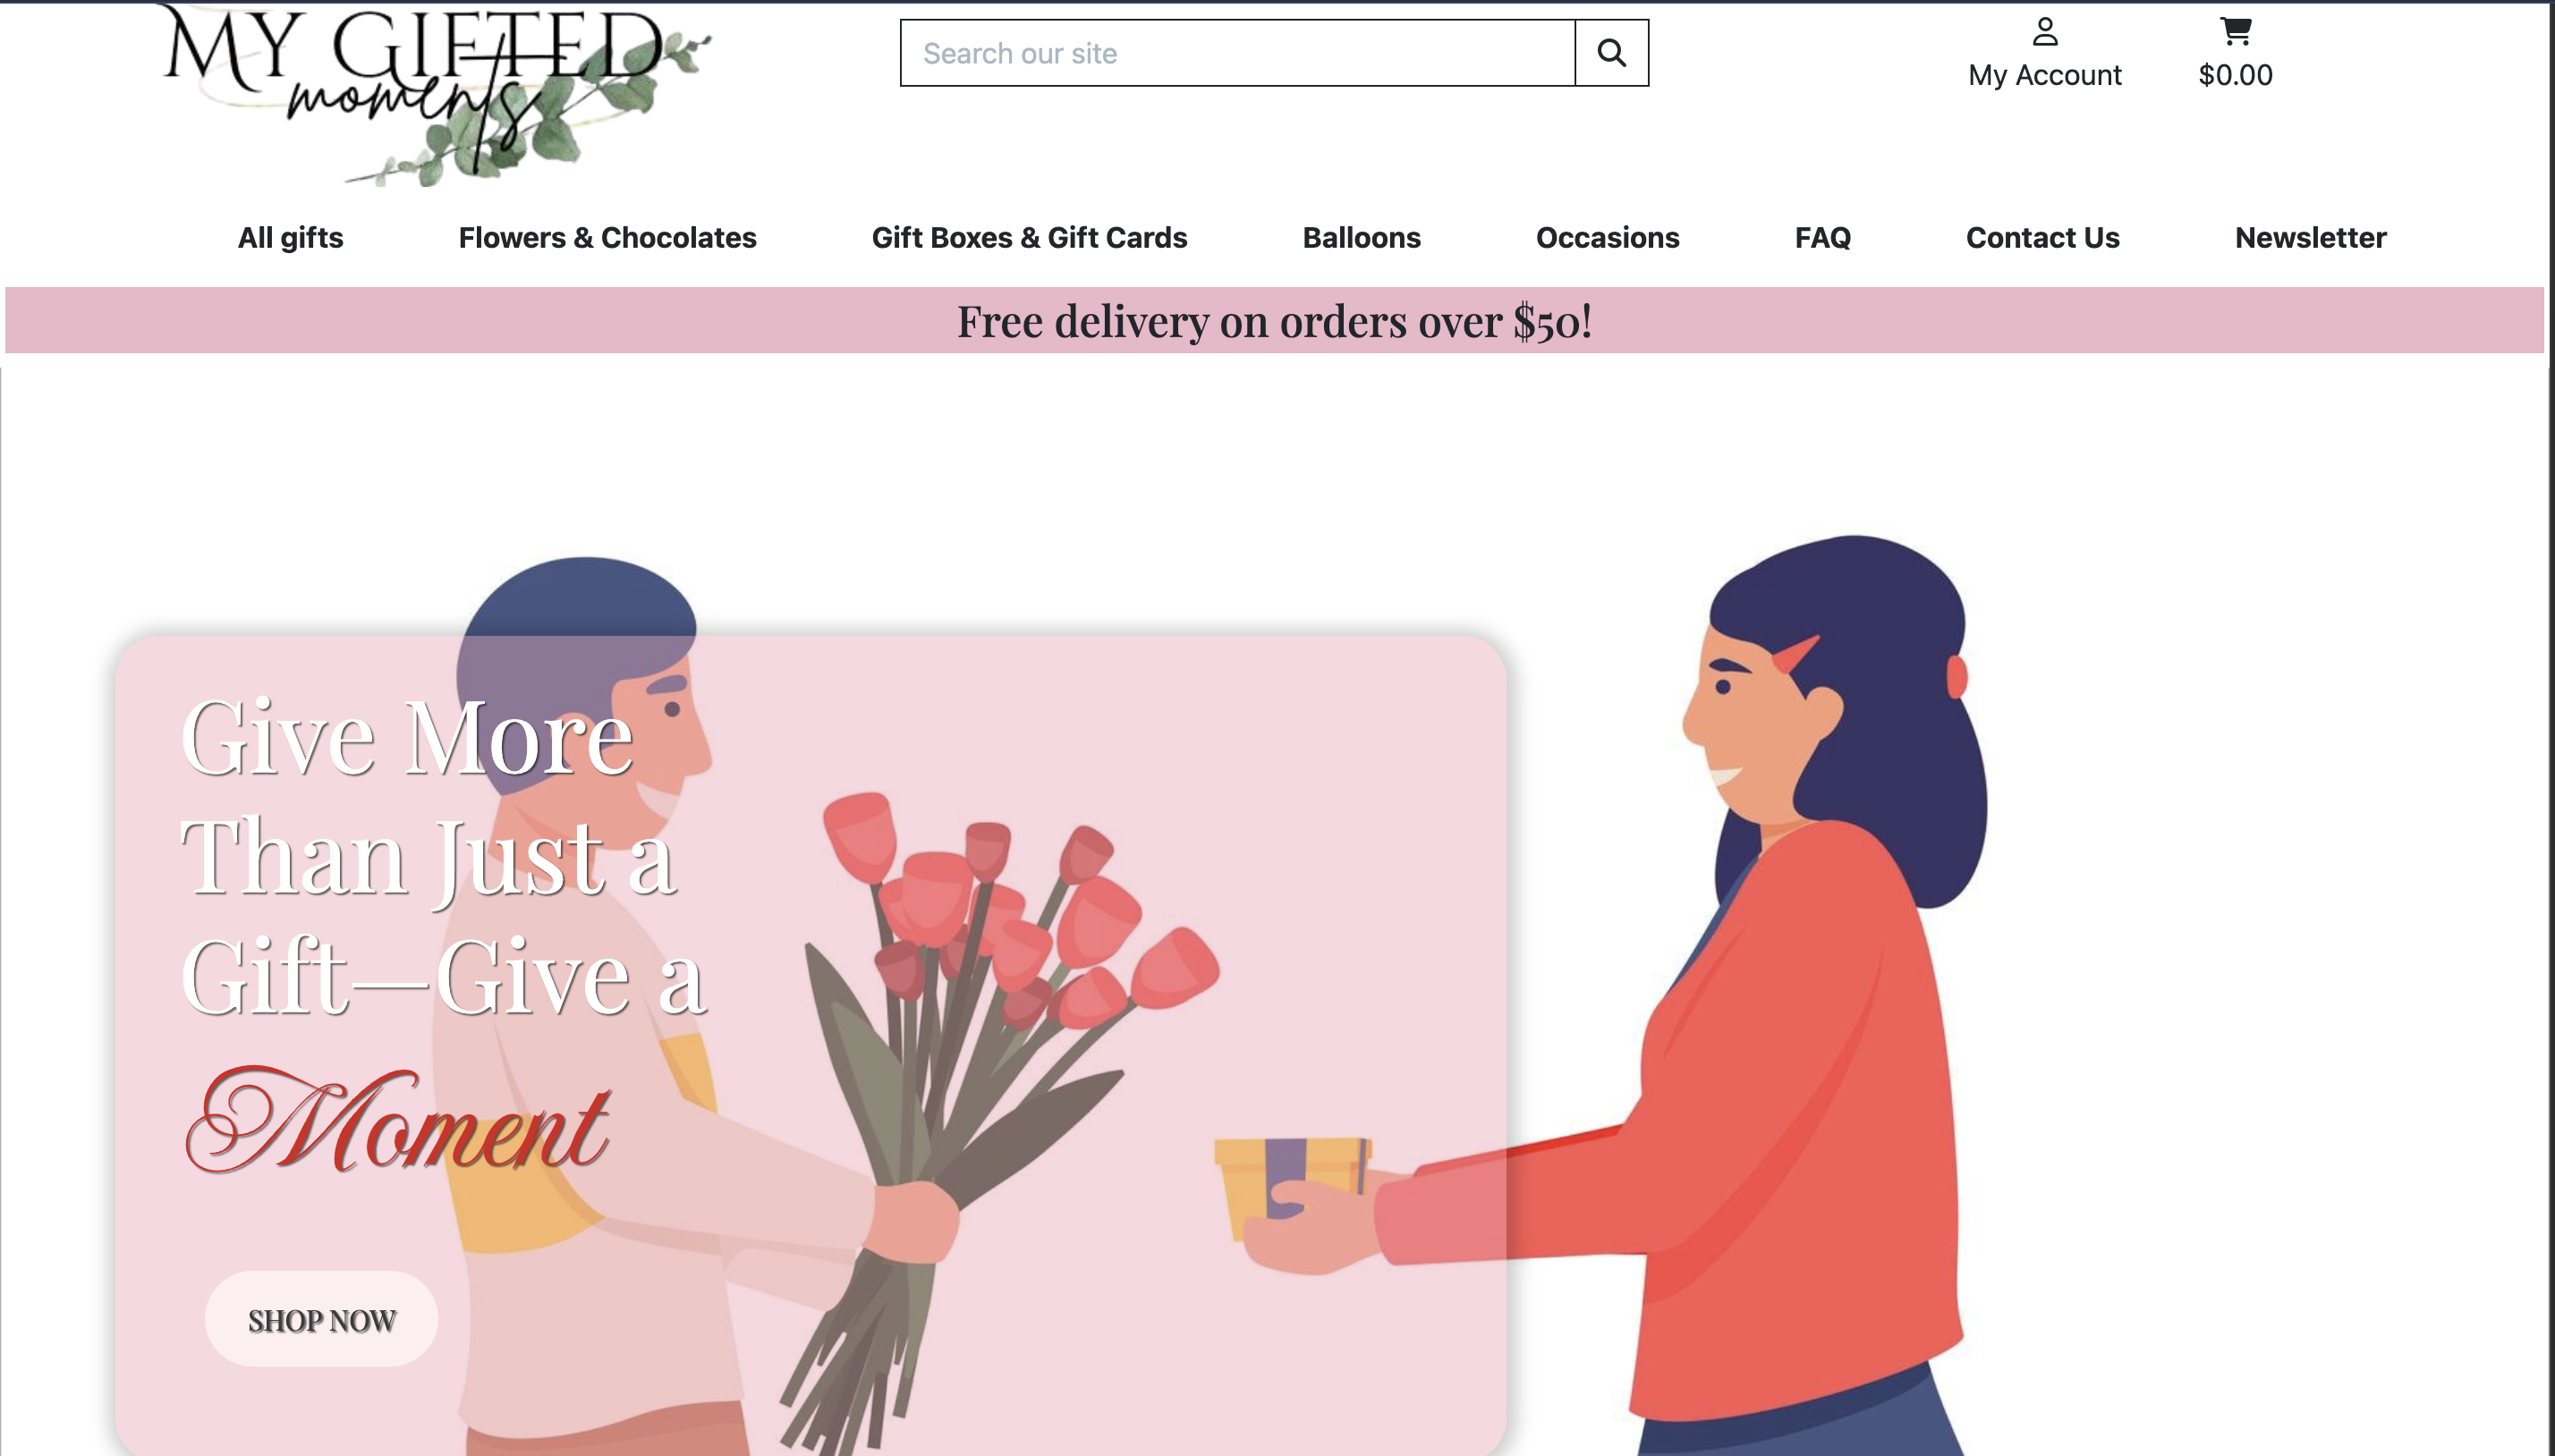 MY GIFTED
moments
Search our site
My Account
$0.00
All gifts
Flowers & Chocolates
Gift Boxes & Gift Cards
Balloons
Occasions
FAQ
Contact Us
Newsletter
Free delivery on orders over $50!
Give More
Than Just a
Gift—Give a
Moment
SHOP NOW